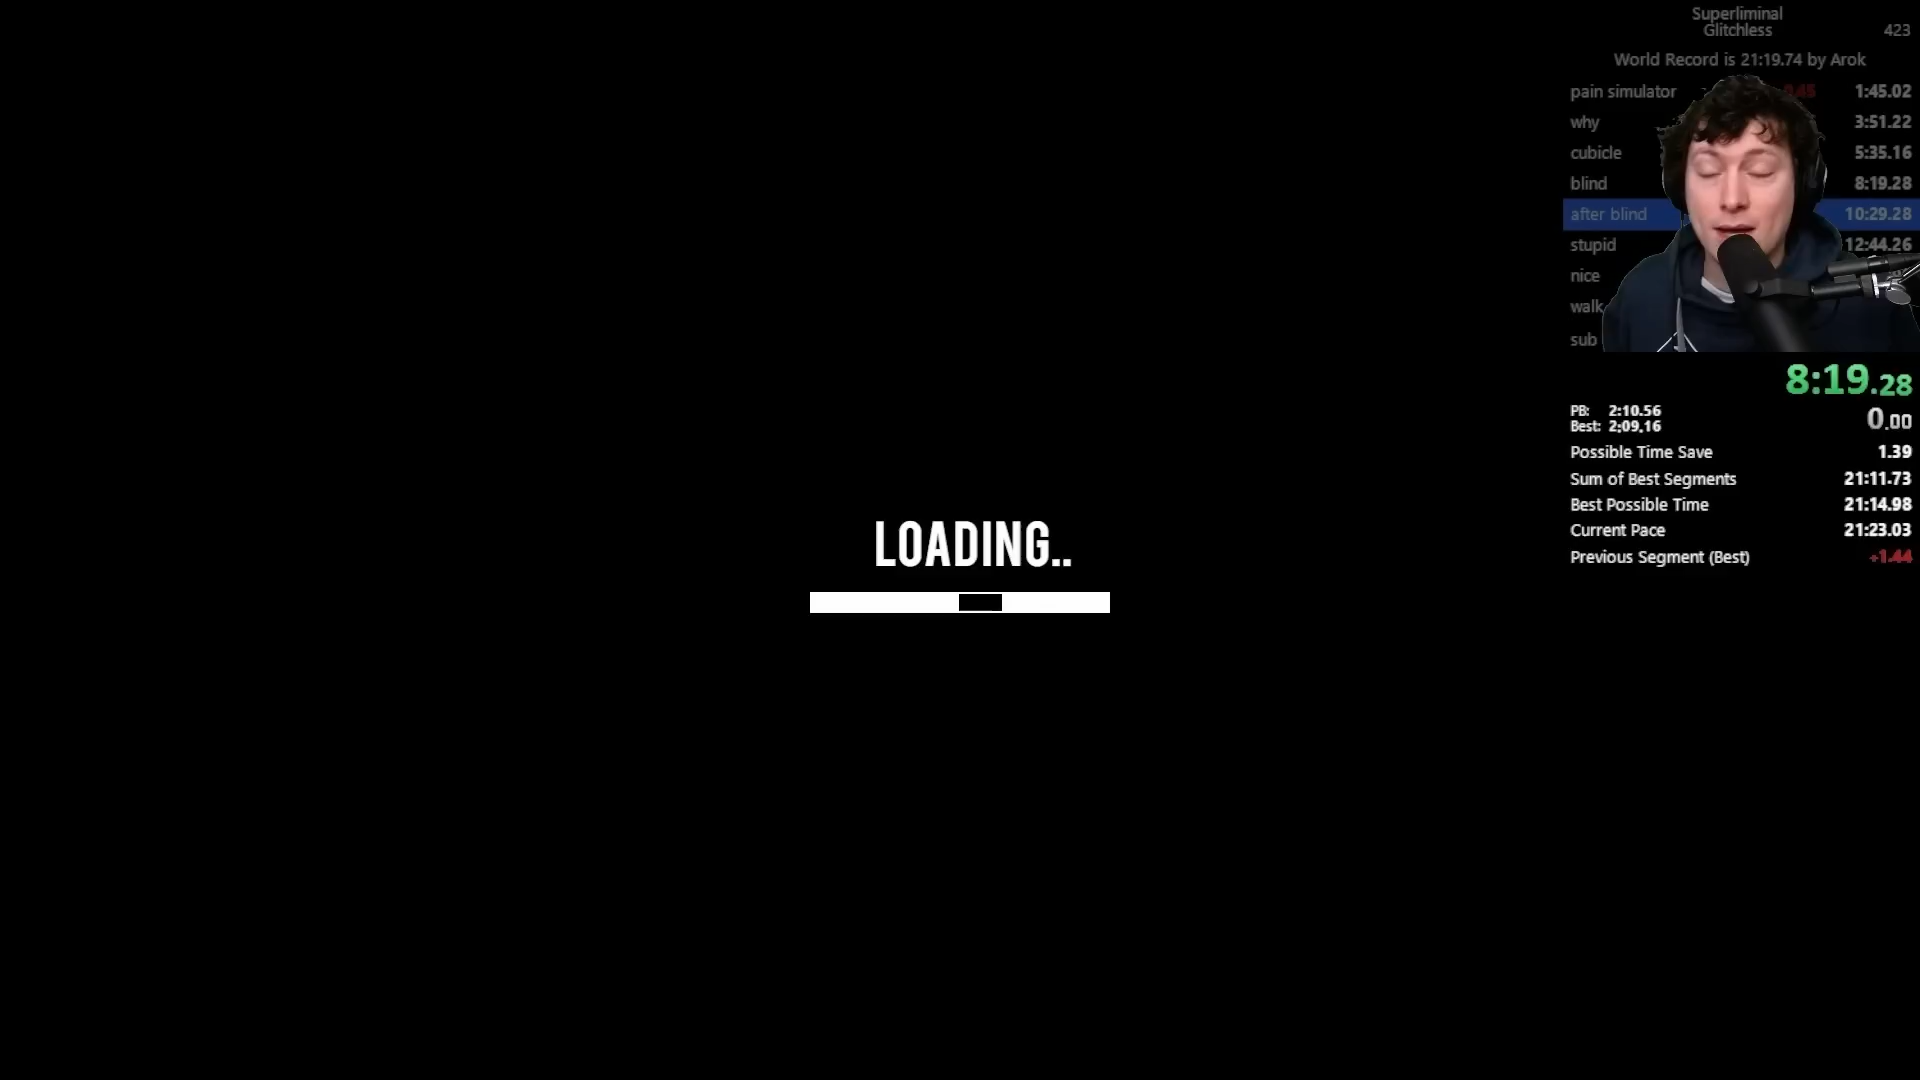 Superliminal
Glitchless
423
World Record is 21:19.74 by Arok
pain simulator 1:45.02
why 3:51.22
cubicle 5:35.16
blind 8:19.28
after blind 10:29.28
stupid 12:44.26
nice
walk
sub
8:19.28
PB: 2:10.56
0.00
Best: 2:09.16
Possible Time Save 1.39
Sum of Best Segments 21:11.73
Best Possible Time 21:14.98
Current Pace 21:23.03
Previous Segment (Best) +1.44
LOADING..